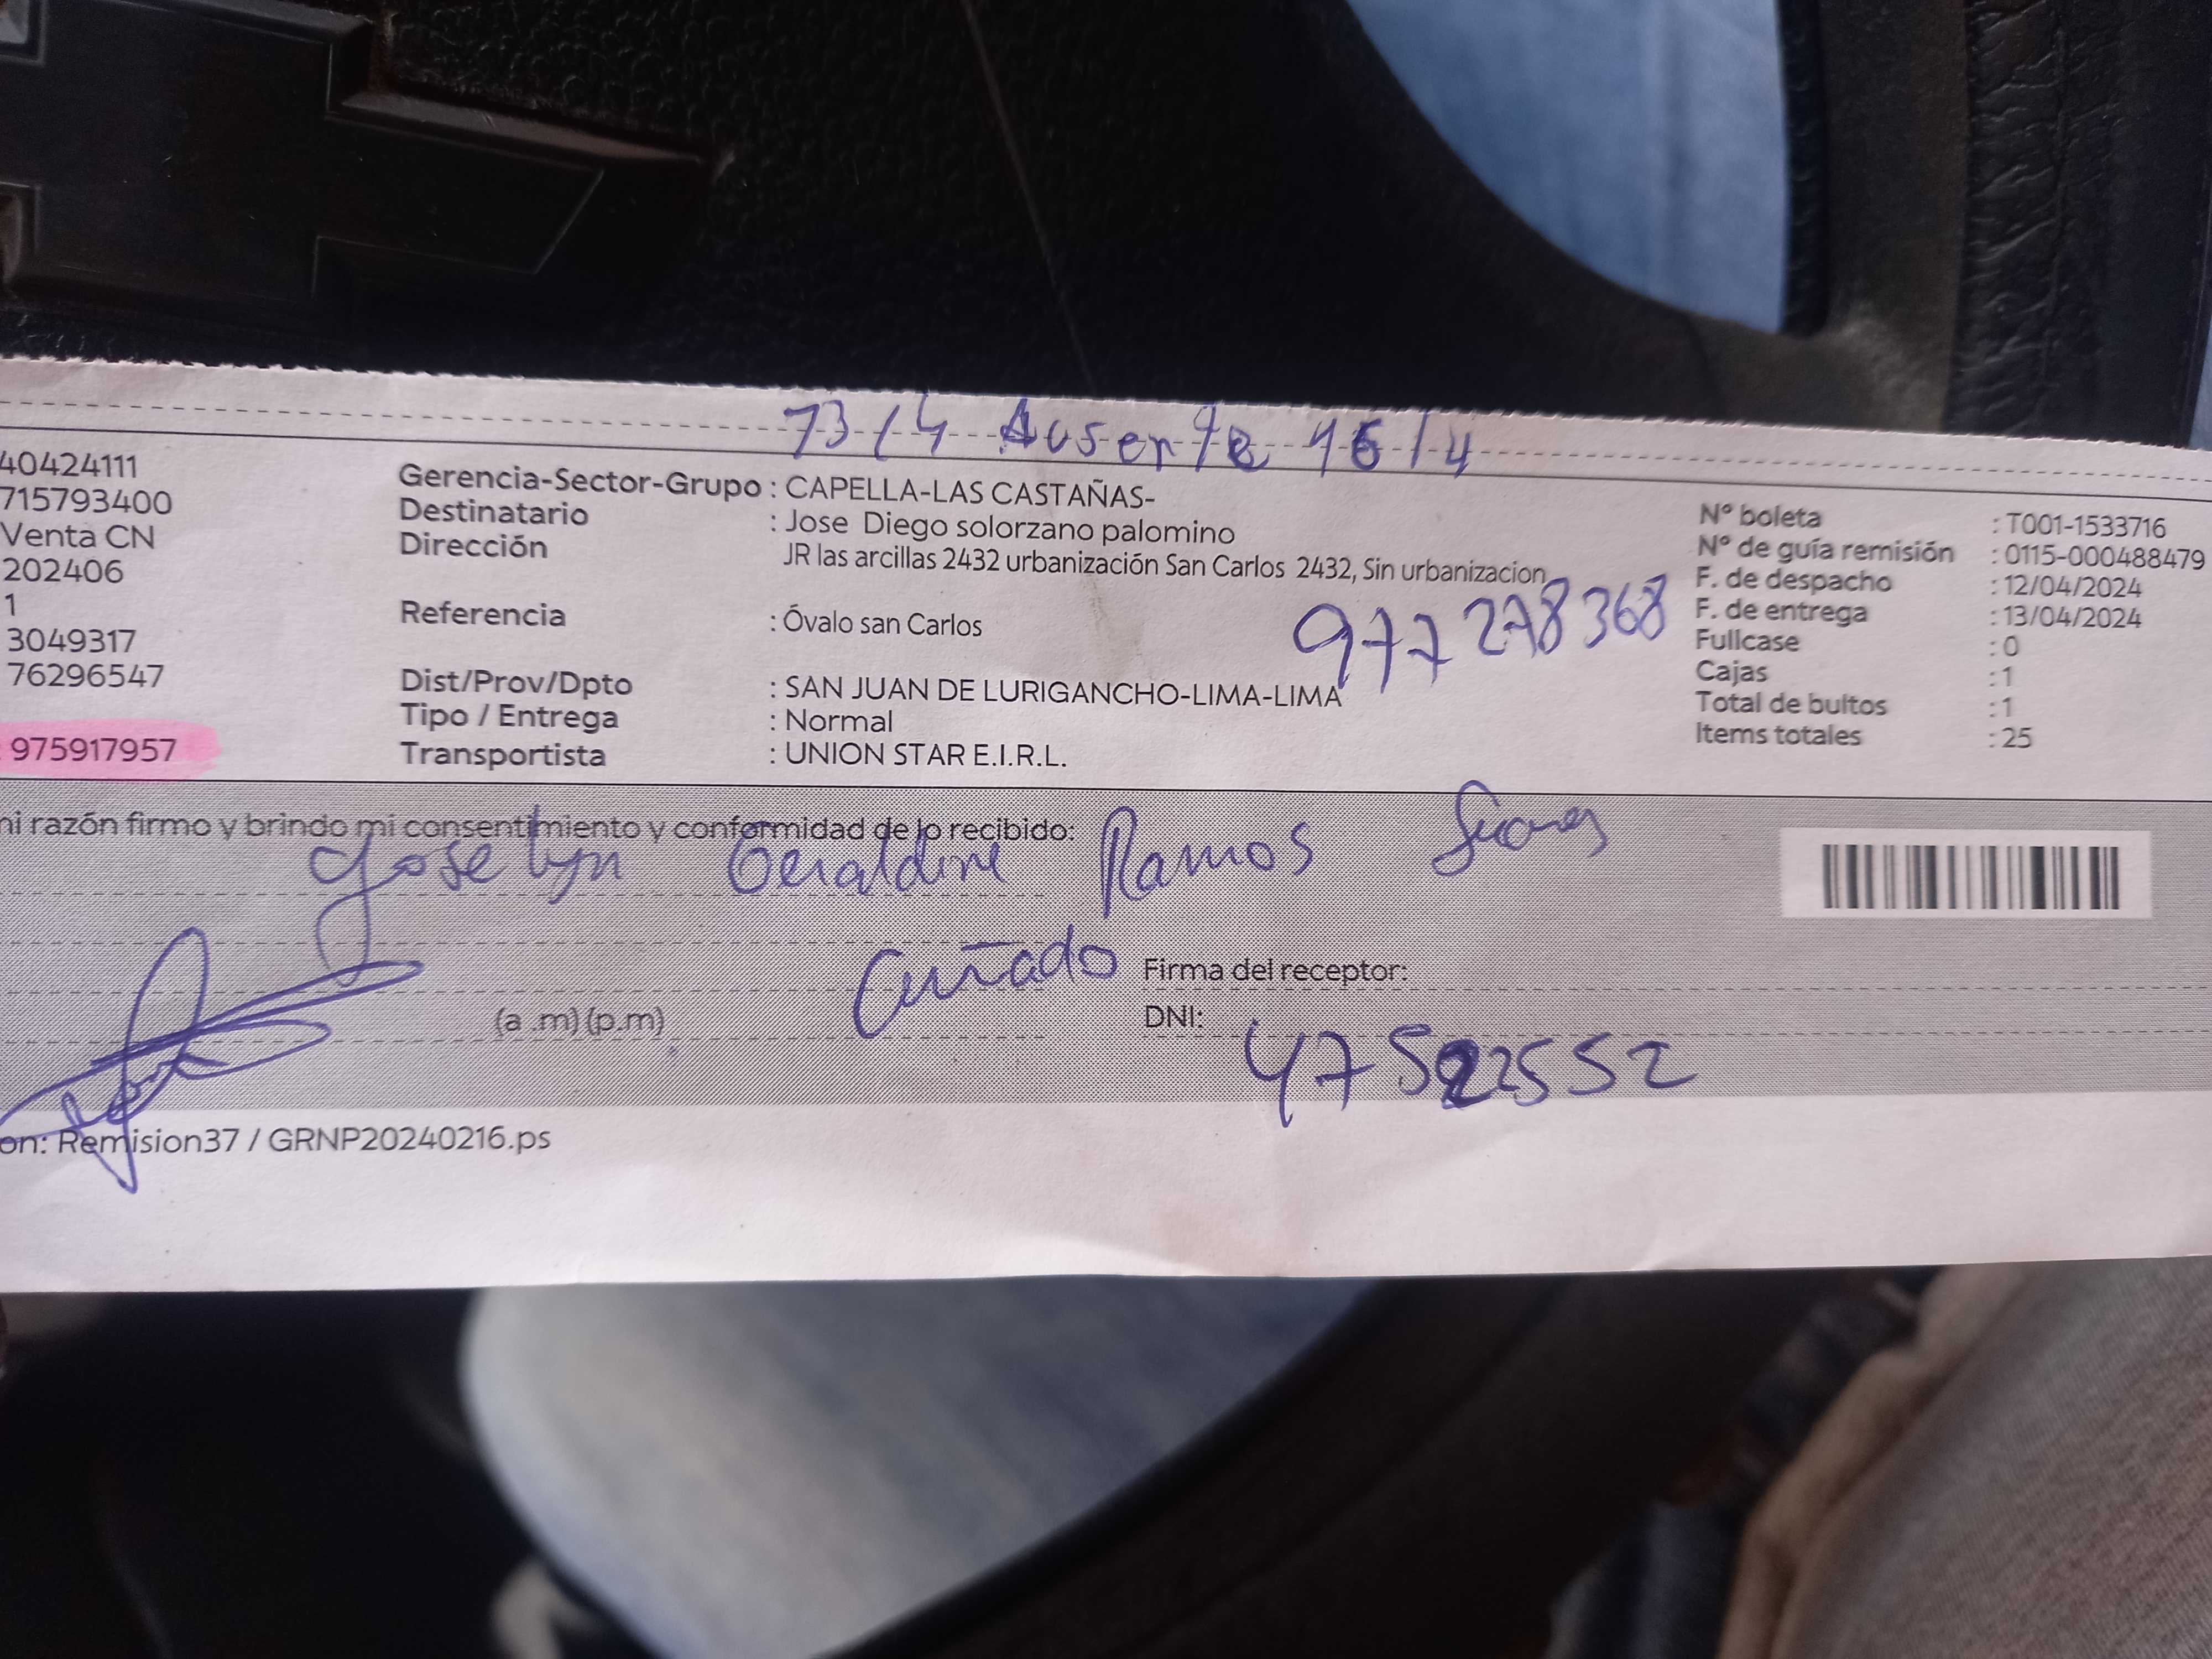 13/4 Ausente 16/4
40424111
715793400
Venta CN
202406
1
3049317
76296547
975917957
Gerencia-Sector-Grupo : CAPELLA-LAS CASTAÑAS-
Destinatario : Jose Diego solorzano palomino
Dirección JR las arcillas 2432 urbanización San Carlos 2432, Sin urbanizacion
Referencia : Óvalo san Carlos
977278368
Dist/Prov/Dpto : SAN JUAN DE LURIGANCHO-LIMA-LIMA
Tipo / Entrega : Normal
Transportista : UNION STAR E.I.R.L.
Nº boleta : T001-1533716
Nº de guía remisión : 0115-000488479
F. de despacho : 12/04/2024
F. de entrega : 13/04/2024
Fullcase : 0
Cajas : 1
Total de bultos : 1
Items totales : 25
mi razón firmo y brindo mi consentimiento y conformidad de lo recibido:
Joselyn Geraldine Ramos
Cuñado Firma del receptor:
(a .m) (p.m) DNI:
47522552
on: Remision37 / GRNP20240216.ps